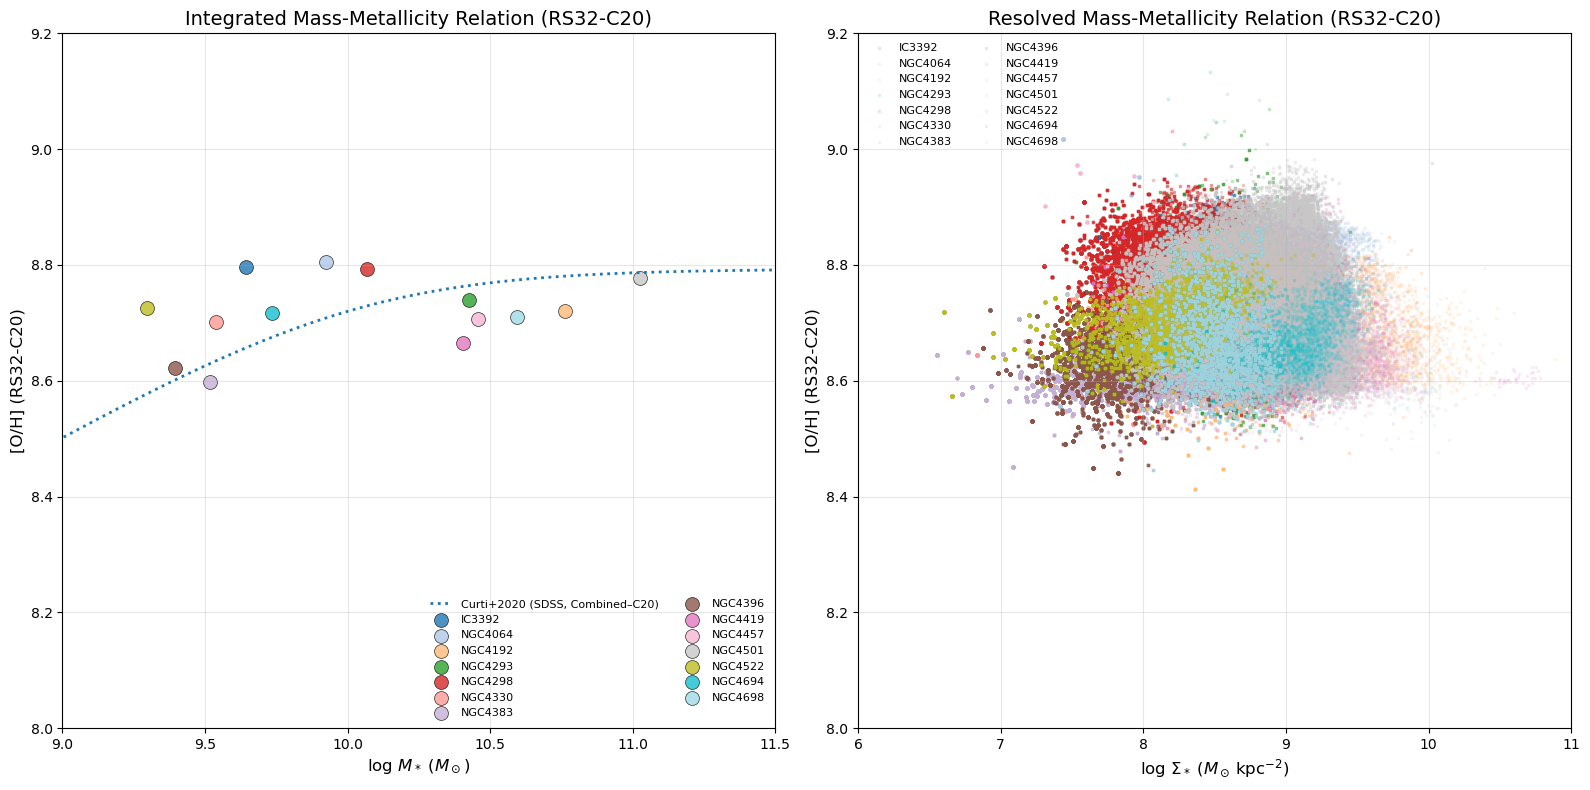 Integrated Mass-Metallicity Relation (RS32-C20)
9.2
9.0
8.8
8.6
8.4
8.2
8.0
[O/H] (RS32-C20)
Curti+2020 (SDSS, Combined–C20)
IC3392
NGC4064
NGC4192
NGC4293
NGC4298
NGC4330
NGC4383
NGC4396
NGC4419
NGC4457
NGC4501
NGC4522
NGC4694
NGC4698
9.0 9.5 10.0 10.5 11.0 11.5
log M* (M⊙)
Resolved Mass-Metallicity Relation (RS32-C20)
9.2
9.0
8.8
8.6
8.4
8.2
8.0
[O/H] (RS32-C20)
IC3392
NGC4064
NGC4192
NGC4293
NGC4298
NGC4330
NGC4383
NGC4396
NGC4419
NGC4457
NGC4501
NGC4522
NGC4694
NGC4698
6 7 8 9 10 11
log Σ* (M⊙ kpc⁻²)